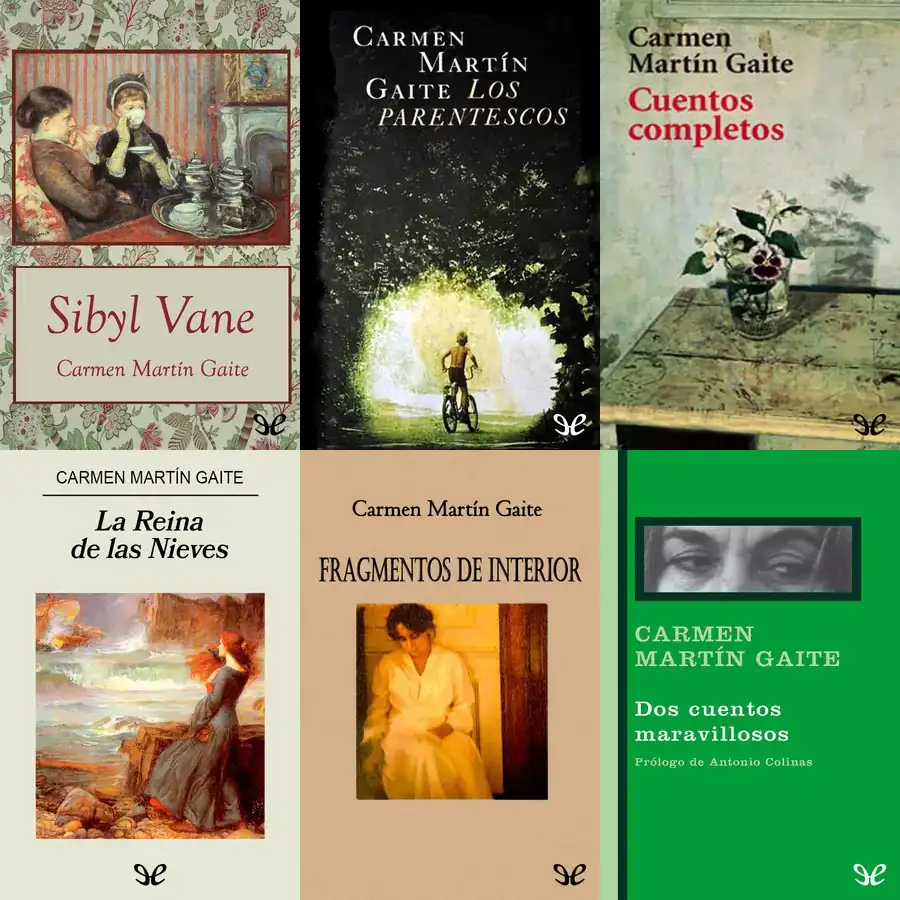 Sibyl Vane
Carmen Martín Gaite
CARMEN
MARTÍN
GAITE LOS
PARENTESCOS
Carmen
Martín Gaite
Cuentos
completos
CARMEN MARTÍN GAITE
La Reina
de las Nieves
Carmen Martín Gaite
FRAGMENTOS DE INTERIOR
CARMEN
MARTÍN GAITE
Dos cuentos
maravillosos
Prólogo de Antonio Colinas